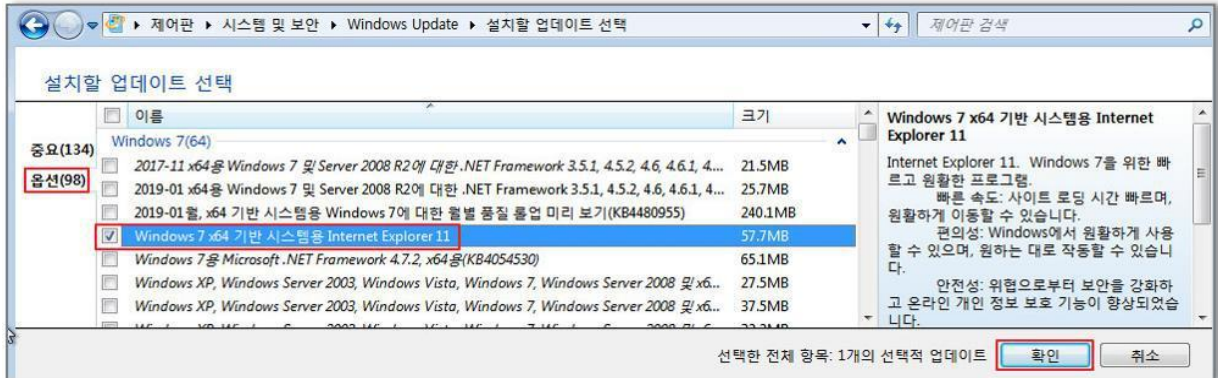 제어판 ▸ 시스템 및 보안 ▸ Windows Update ▸ 설치할 업데이트 선택
제어판 검색
설치할 업데이트 선택
이름 크기
중요(134)
옵션(98)
Windows 7(64)
2017-11 x64용 Windows 7 및 Server 2008 R2에 대한 .NET Framework 3.5.1, 4.5.2, 4.6, 4.6.1, 4.... 21.5MB
2019-01 x64용 Windows 7 및 Server 2008 R2에 대한 .NET Framework 3.5.1, 4.5.2, 4.6, 4.6.1, 4.... 25.7MB
2019-01월, x64 기반 시스템용 Windows 7에 대한 월별 품질 롤업 미리 보기(KB4480955) 240.1MB
Windows 7 x64 기반 시스템용 Internet Explorer 11 57.7MB
Windows 7용 Microsoft .NET Framework 4.7.2, x64용(KB4054530) 65.1MB
Windows XP, Windows Server 2003, Windows Vista, Windows 7, Windows Server 2008 및 x6... 27.5MB
Windows XP, Windows Server 2003, Windows Vista, Windows 7, Windows Server 2008 및 x6... 37.5MB
Windows 7 x64 기반 시스템용 Internet
Explorer 11
Internet Explorer 11. Windows 7을 위한 빠
르고 원활한 프로그램.
빠른 속도: 사이트 로딩 시간 빠르며,
원활하게 이동할 수 있습니다.
편의성: Windows에서 원활하게 사용
할 수 있으며, 원하는 대로 작동할 수 있습니
다.
안전성: 위협으로부터 보안을 강화하
고 온라인 개인 정보 보호 기능이 향상되었습
니다.
선택한 전체 항목: 1개의 선택적 업데이트
확인
취소